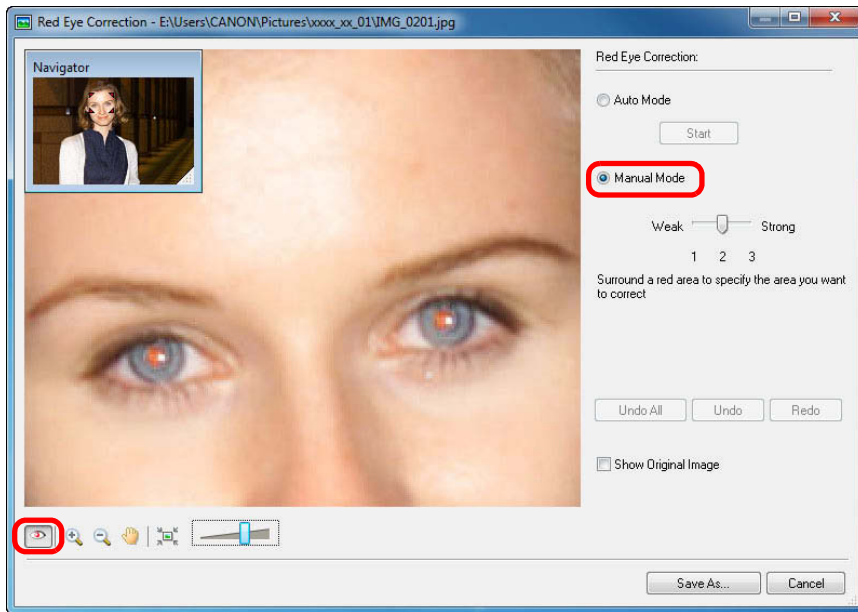 Red Eye Correction - E:\Users\CANON\Pictures\xxxx_xx_01\IMG_0201.jpg
Navigator
Red Eye Correction:
Auto Mode
Start
Manual Mode
Weak Strong
1 2 3
Surround a red area to specify the area you want
to correct
Undo All Undo Redo
Show Original Image
Save As... Cancel